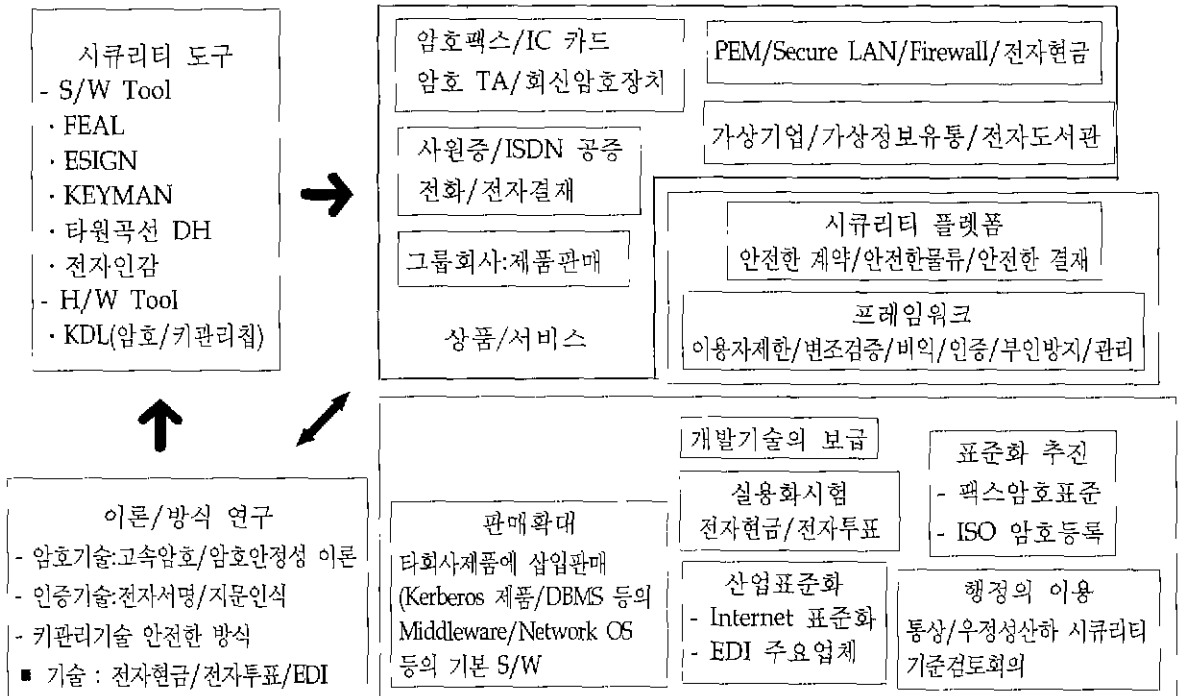 시큐리티 도구
- S/W Tool
· FEAL
· ESIGN
· KEYMAN
· 타원곡선 DH
· 전자인감
- H/W Tool
· KDL(암호/키관리칩)
암호팩스/IC 카드
암호 TA/회신암호장치
PEM/Secure LAN/Firewall/전자현금
사원증/ISDN 공증
전화/전자결재
가상기업/가상정보유통/전자도서관
그룹회사:제품판매
상품/서비스
시큐리티 플렛폼
안전한 계약/안전한물류/안전한 결재
프레임워크
이용자제한/변조검증/비익/인증/부인방지/관리
이론/방식 연구
- 암호기술:고속암호/암호안정성 이론
- 인증기술:전자서명/지문인식
- 키관리기술 안전한 방식
■ 기술 : 전자현금/전자투표/EDI
판매확대
타회사제품에 삽입판매
(Kerberos 제품/DBMS 등의
Middleware/Network OS
등의 기본 S/W
개발기술의 보급
실용화시험
전자현금/전자투표
산업표준화
- Internet 표준화
- EDI 주요업체
표준화 추진
- 팩스암호표준
- ISO 암호등록
행정의 이용
통상/우정성산하 시큐리티
기준검토회의